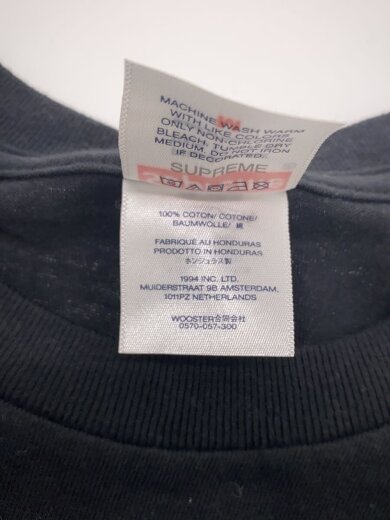 MACHINE WASH WARM
WITH LIKE COLORS
ONLY NON-CHLORINE
BLEACH, TUMBLE DRY
MEDIUM, DO NOT IRON
IF DECORATED.
SUPREME
100% COTON/ COTONE/
BAUMWOLLE/ 綿
FABRIQUÉ AU HONDURAS
PRODOTTO IN HONDURAS
ホンジュラス製
1994 INC. LTD.
MUIDERSTRAAT 9B AMSTERDAM,
1011PZ NETHERLANDS
WOOSTER合同会社
0570-057-300